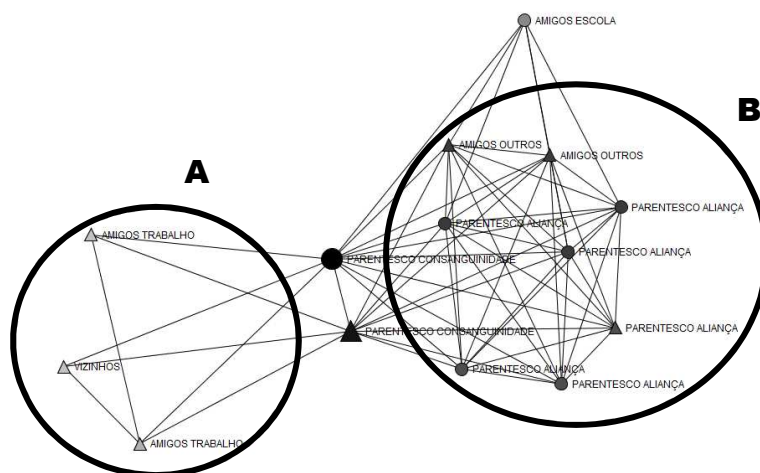 AMIGOS ESCOLA
B
AMIGOS OUTROS
AMIGOS OUTROS
A
PARENTESCO ALIANÇA
PARENTESCO ALIANÇA
AMIGOS TRABALHO
PARENTESCO ALIANÇA
PARENTESCO CONSANGUINIDADE
PARENTESCO ALIANÇA
PARENTESCO CONSANGUINIDADE
VIZINHOS
PARENTESCO ALIANÇA
PARENTESCO ALIANÇA
AMIGOS TRABALHO